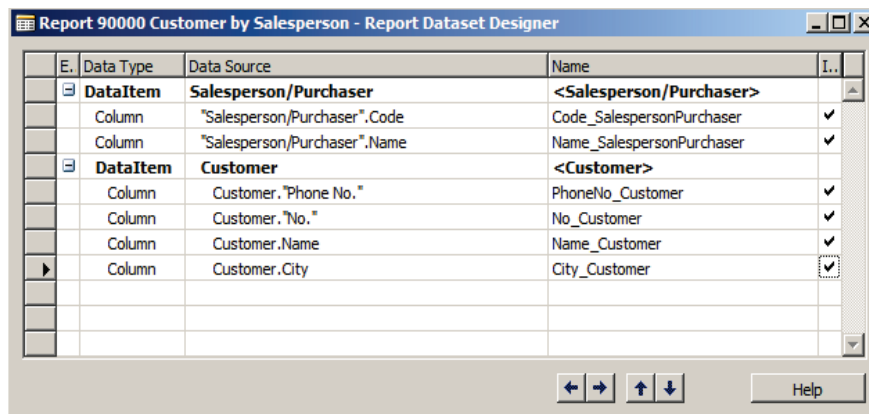 Report 90000 Customer by Salesperson - Report Dataset Designer
E.. Data Type Data Source Name I..
DataItem Salesperson/Purchaser <Salesperson/Purchaser>
Column "Salesperson/Purchaser".Code Code_SalespersonPurchaser
Column "Salesperson/Purchaser".Name Name_SalespersonPurchaser
DataItem Customer <Customer>
Column Customer."Phone No." PhoneNo_Customer
Column Customer."No." No_Customer
Column Customer.Name Name_Customer
Column Customer.City City_Customer
Help